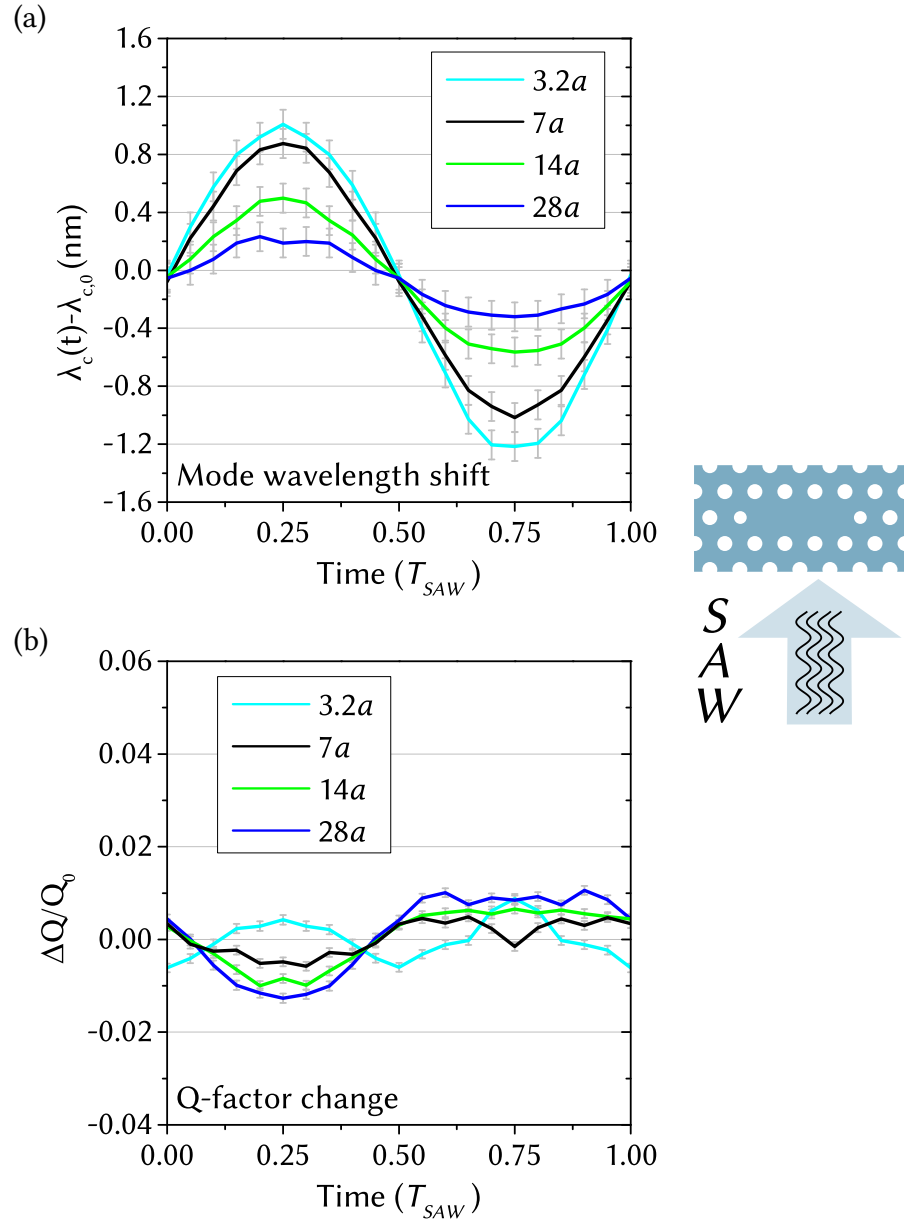 (a)
1.6
1.2
0.8
0.4
0.0
-0.4
-0.8
-1.2
-1.6
λc(t)-λc,0 (nm)
3.2a
7a
14a
28a
Mode wavelength shift
0.00 0.25 0.50 0.75 1.00
Time (TSAW)
S
A
W
(b)
0.06
0.04
0.02
0.00
-0.02
-0.04
ΔQ/Q0
3.2a
7a
14a
28a
Q-factor change
0.00 0.25 0.50 0.75 1.00
Time (TSAW)